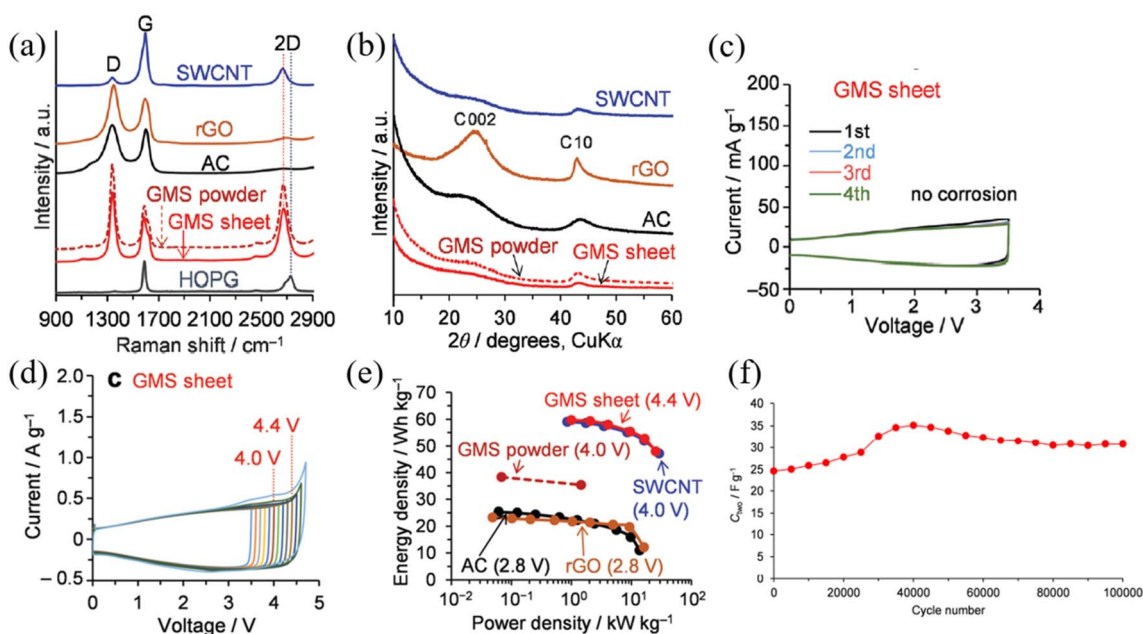 (a)
G
D
2D
SWCNT
rGO
AC
GMS powder
GMS sheet
HOPG
Intensity / a.u.
900 1300 1700 2100 2500 2900
Raman shift / cm⁻¹
(b)
SWCNT
C 002
C 10
rGO
AC
GMS powder
GMS sheet
Intensity / a.u.
10 20 30 40 50 60
2θ / degrees, CuKα
(c)
GMS sheet
1st
2nd
3rd
4th
no corrosion
Current / mA g⁻¹
200
150
100
50
0
−50
0 1 2 3 4
Voltage / V
(d)
c GMS sheet
4.4 V
4.0 V
Current / A g⁻¹
2.0
1.5
1.0
0.5
0
−0.5
0 1 2 3 4 5
Voltage / V
(e)
GMS sheet (4.4 V)
GMS powder (4.0 V)
SWCNT
(4.0 V)
AC (2.8 V)
rGO (2.8 V)
Energy density / Wh kg⁻¹
70
60
50
40
30
20
10
0
10⁻² 10⁻¹ 10⁰ 10¹ 10²
Power density / kW kg⁻¹
(f)
C_two / F g⁻¹
40
35
30
25
20
15
10
5
0
0 20000 40000 60000 80000 100000
Cycle number